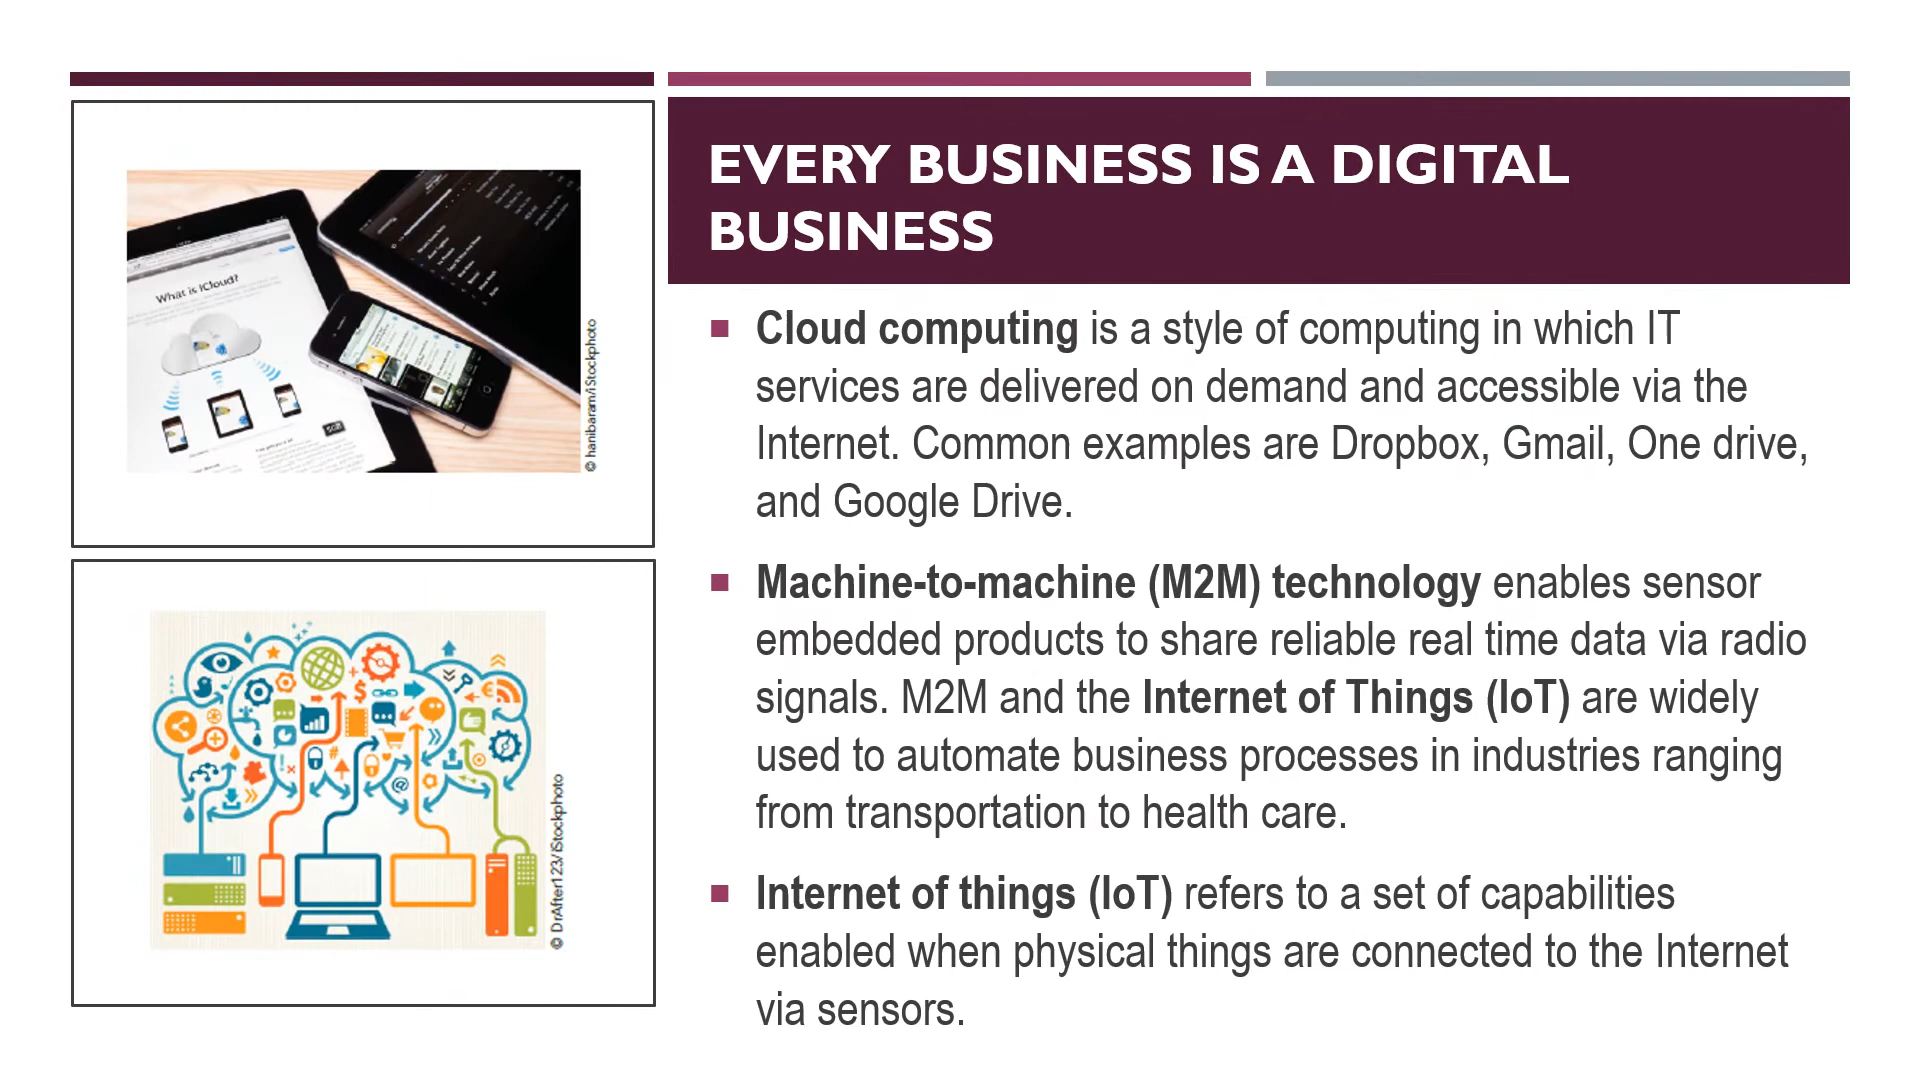 EVERY BUSINESS IS A DIGITAL
BUSINESS
What is iCloud?
© hanibaram/iStockphoto
Cloud computing is a style of computing in which IT
services are delivered on demand and accessible via the
Internet. Common examples are Dropbox, Gmail, One drive,
and Google Drive.
Machine-to-machine (M2M) technology enables sensor
embedded products to share reliable real time data via radio
signals. M2M and the Internet of Things (IoT) are widely
used to automate business processes in industries ranging
from transportation to health care.
Internet of things (IoT) refers to a set of capabilities
enabled when physical things are connected to the Internet
via sensors.
© DrAfter123/iStockphoto